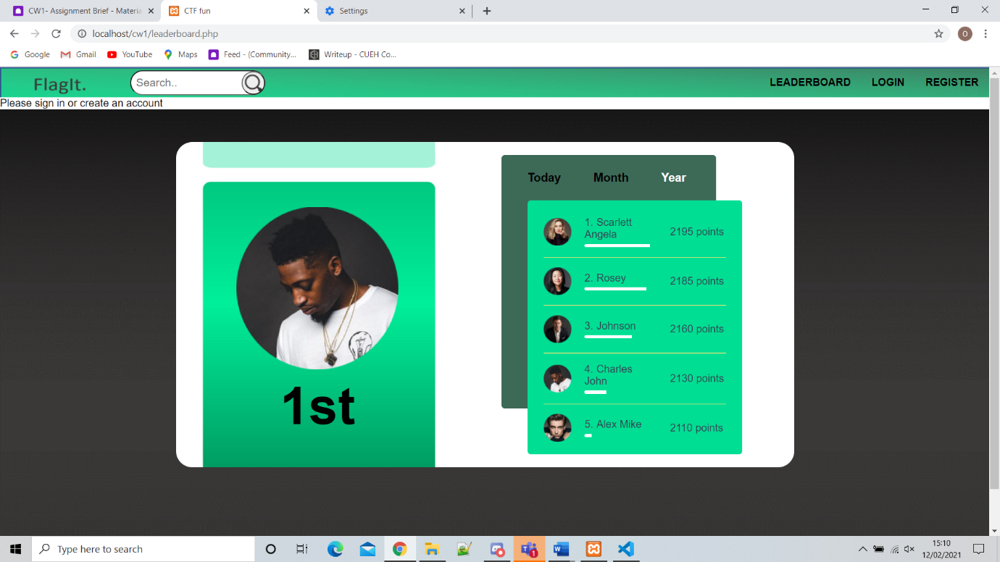 CW1- Assignment Brief - Materia
CTF fun
Settings
localhost/cw1/leaderboard.php
O
Google
Gmail
YouTube
Maps
Feed - (Community...
Writeup - CUEH Co...
FlagIt.
Search..
LEADERBOARD
LOGIN
REGISTER
Please sign in or create an account
1st
Today
Month
Year
1. Scarlett
Angela
2195 points
2. Rosey
2185 points
3. Johnson
2160 points
4. Charles
John
2130 points
5. Alex Mike
2110 points
Type here to search
1
15:10
12/02/2021